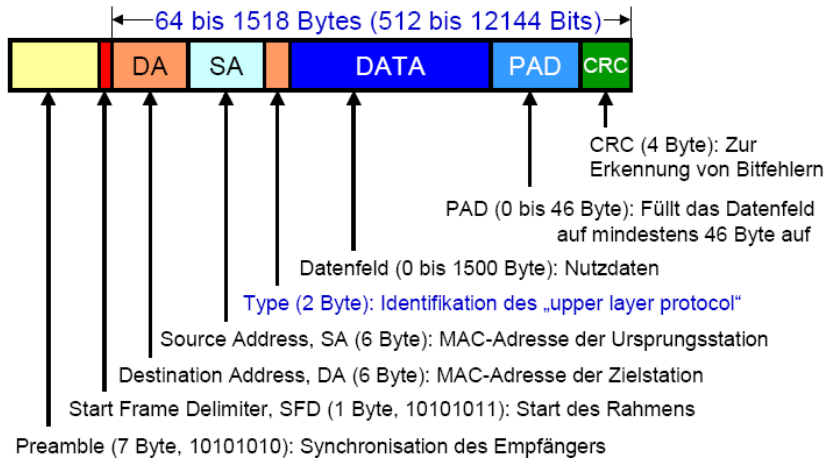 64 bis 1518 Bytes (512 bis 12144 Bits)
DA SA DATA PAD CRC
CRC (4 Byte): Zur
Erkennung von Bitfehlern
PAD (0 bis 46 Byte): Füllt das Datenfeld
auf mindestens 46 Byte auf
Datenfeld (0 bis 1500 Byte): Nutzdaten
Type (2 Byte): Identifikation des „upper layer protocol“
Source Address, SA (6 Byte): MAC-Adresse der Ursprungsstation
Destination Address, DA (6 Byte): MAC-Adresse der Zielstation
Start Frame Delimiter, SFD (1 Byte, 10101011): Start des Rahmens
Preamble (7 Byte, 10101010): Synchronisation des Empfängers